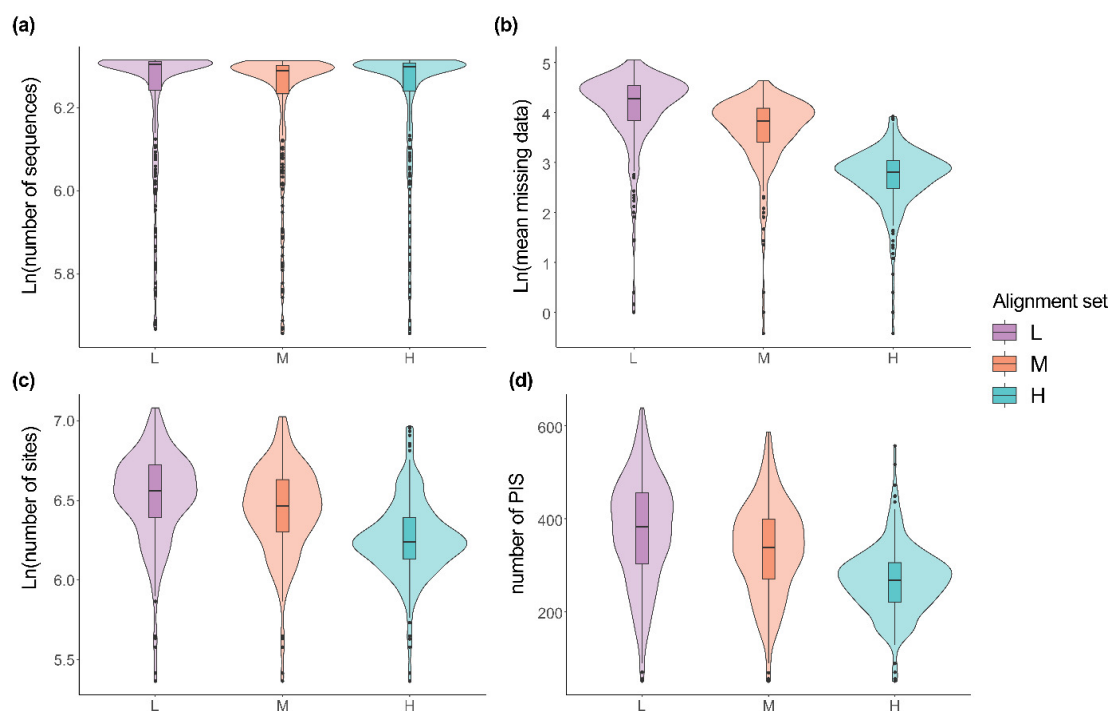 (a)
Ln(number of sequences)
6.2
6.0
5.8
L M H
(b)
Ln(mean missing data)
5
4
3
2
1
0
L M H
(c)
Ln(number of sites)
7.0
6.5
6.0
5.5
L M H
(d)
number of PIS
600
400
200
L M H
Alignment set
L
M
H